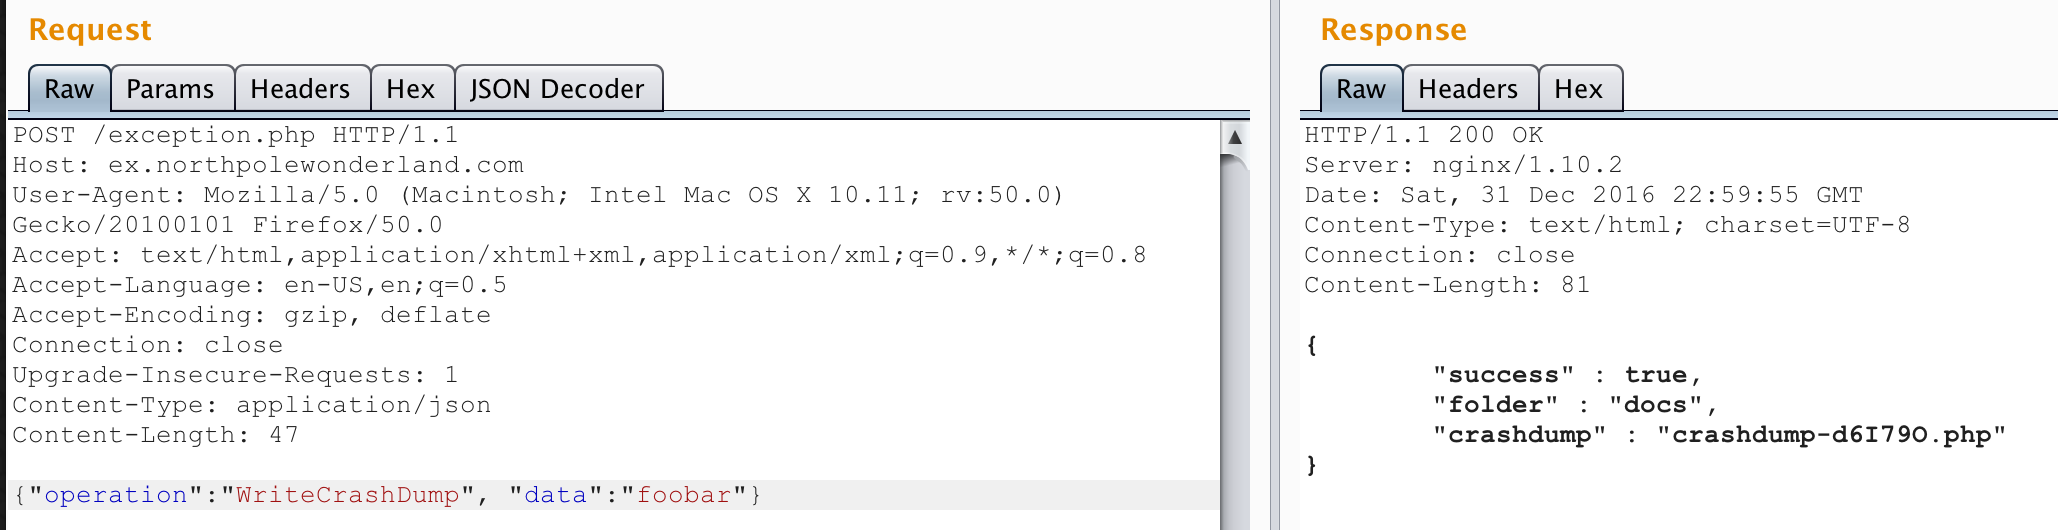 Request
Raw Params Headers Hex JSON Decoder
POST /exception.php HTTP/1.1
Host: ex.northpolewonderland.com
User-Agent: Mozilla/5.0 (Macintosh; Intel Mac OS X 10.11; rv:50.0)
Gecko/20100101 Firefox/50.0
Accept: text/html,application/xhtml+xml,application/xml;q=0.9,*/*;q=0.8
Accept-Language: en-US,en;q=0.5
Accept-Encoding: gzip, deflate
Connection: close
Upgrade-Insecure-Requests: 1
Content-Type: application/json
Content-Length: 47
{"operation":"WriteCrashDump", "data":"foobar"}
Response
Raw Headers Hex
HTTP/1.1 200 OK
Server: nginx/1.10.2
Date: Sat, 31 Dec 2016 22:59:55 GMT
Content-Type: text/html; charset=UTF-8
Connection: close
Content-Length: 81
{
"success" : true,
"folder" : "docs",
"crashdump" : "crashdump-d6I79O.php"
}